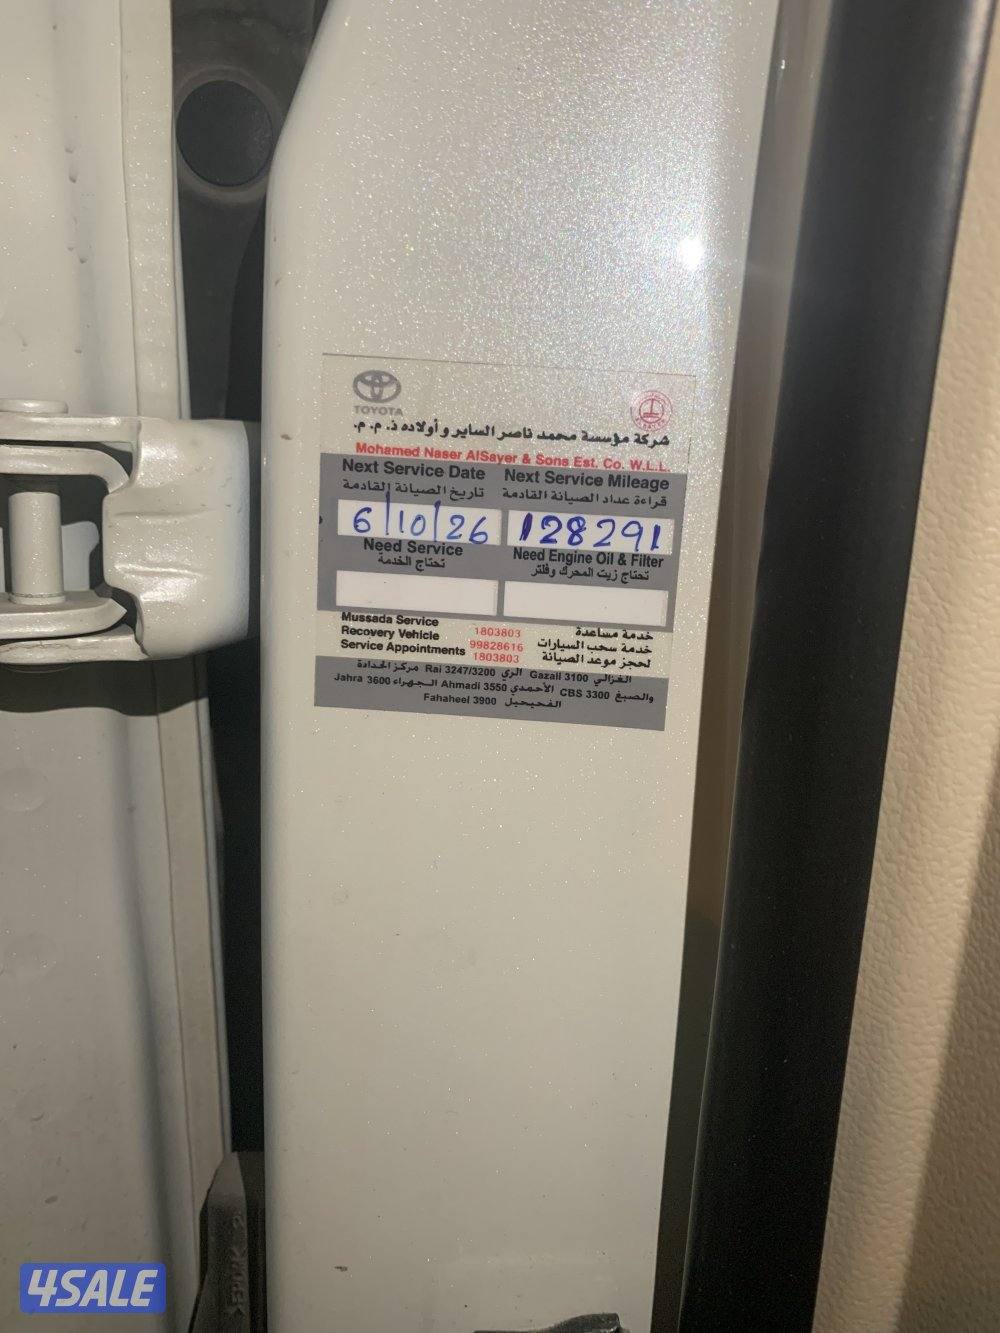 TOYOTA
شركة مؤسسة محمد ناصر الساير وأولاده ذ.م.م.
Mohamed Naser AlSayer & Sons Est. Co. W.L.L.
Next Service Date Next Service Mileage
تاريخ الصيانة القادمة قراءة عداد الصيانة القادمة
6/10/26 128291
Need Service Need Engine Oil & Filter
تحتاج الخدمة تحتاج زيت المحرك وفلتر
Mussada Service 1803803 خدمة مساعدة
Recovery Vehicle 99828616 خدمة سحب السيارات
Service Appointments 1803803 لحجز موعد الصيانة
الغزالي Gazali 3100 الري Rai 3247/3200 مركز الحدادة
والصبغ CBS 3300 الأحمدي Ahmadi 3550 الجهراء Jahra 3600
الفحيحيل Fahaheel 3900
4SALE